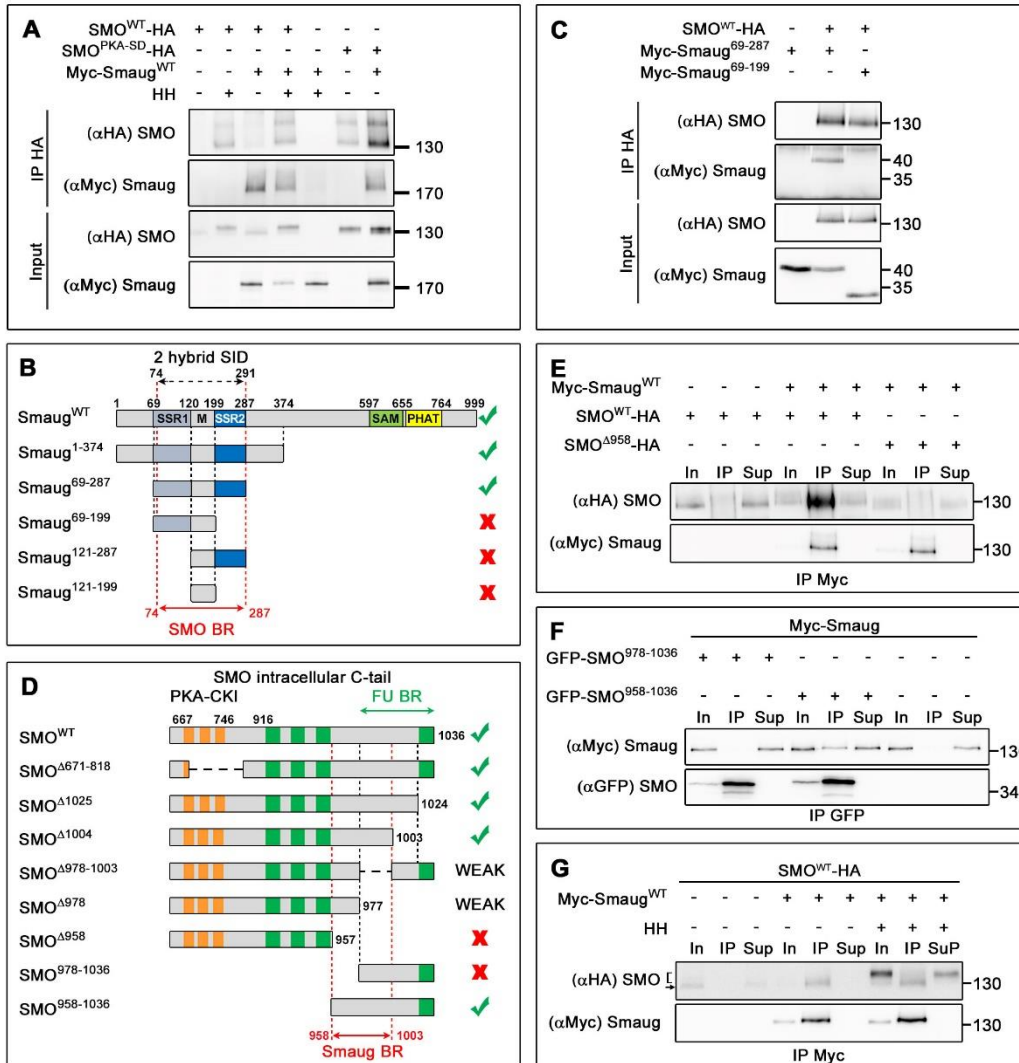 A
SMOWT-HA - + + + + - - -
SMOPKA-SD-HA - - - - - + +
Myc-SmaugWT - - + + + - +
HH - + - + + - -
IP HA
(αHA) SMO 130
(αMyc) Smaug 170
Input
(αHA) SMO 130
(αMyc) Smaug 170
B
2 hybrid SID
74 291
1 69 120 199 287 374 597 655 764 999
SmaugWT SSR1 M SSR2 SAM PHAT ✓
Smaug1-374 ✓
Smaug69-287 ✓
Smaug69-199 X
Smaug121-287 X
Smaug121-199 X
74 287
SMO BR
C
SMOWT-HA - + +
Myc-Smaug69-287 + + -
Myc-Smaug69-199 - - +
IP HA
(αHA) SMO 130
(αMyc) Smaug 40
35
Input
(αHA) SMO 130
(αMyc) Smaug 40
35
D
SMO intracellular C-tail
PKA-CKI FU BR
667 746 916
SMOWT 1036 ✓
SMOΔ671-818 ✓
SMOΔ1025 1024 ✓
SMOΔ1004 1003 ✓
SMOΔ978-1003 WEAK
SMOΔ978 977 WEAK
SMOΔ958 957 X
SMO978-1036 X
SMO958-1036 ✓
958 1003
Smaug BR
E
Myc-SmaugWT - - - + + + + + +
SMOWT-HA + + + + + + - - -
SMOΔ958-HA - - - - - - + + +
In IP Sup In IP Sup In IP Sup
(αHA) SMO 130
(αMyc) Smaug 130
IP Myc
F
Myc-Smaug
GFP-SMO978-1036 + + + - - - - - -
GFP-SMO958-1036 - - - + + + - - -
In IP Sup In IP Sup In IP Sup
(αMyc) Smaug 130
(αGFP) SMO 34
IP GFP
G
SMOWT-HA
Myc-SmaugWT - - - + + + + + +
HH - - - - - - + + +
In IP Sup In IP Sup In IP SuP
(αHA) SMO 130
(αMyc) Smaug 130
IP Myc